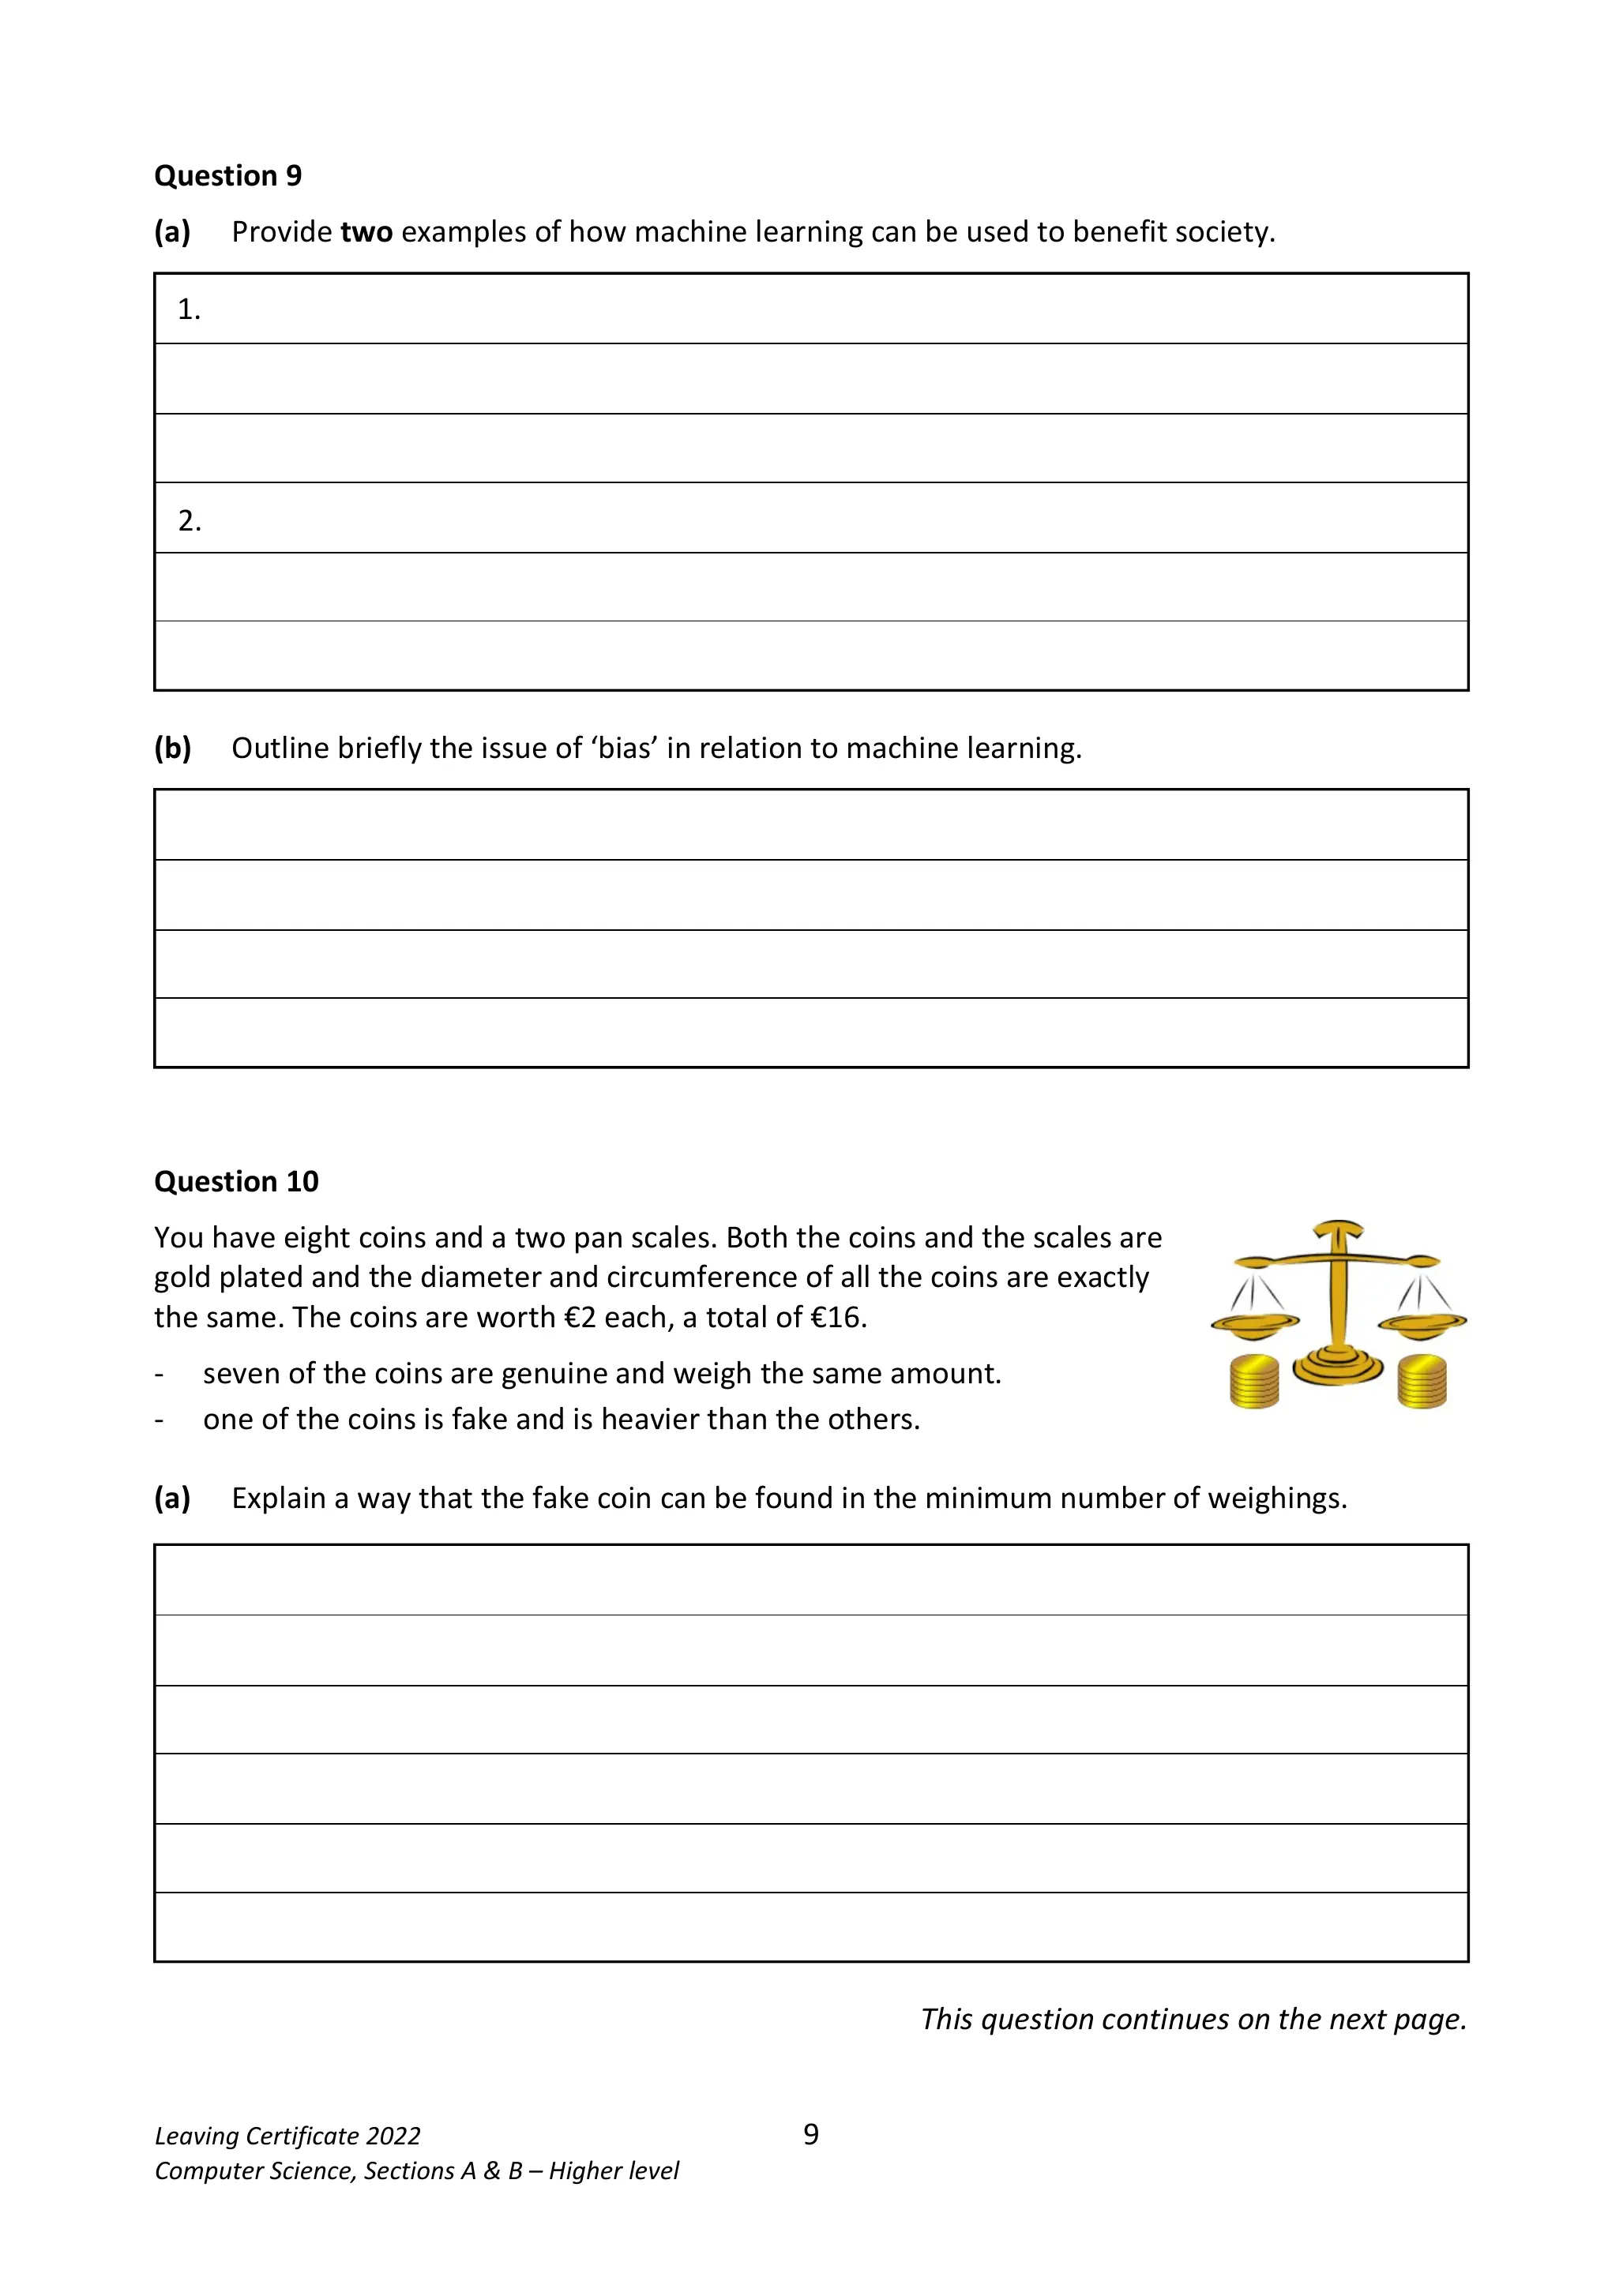 Question 9
(a) Provide two examples of how machine learning can be used to benefit society.
1.
2.
(b) Outline briefly the issue of ‘bias’ in relation to machine learning.
Question 10
You have eight coins and a two pan scales. Both the coins and the scales are
gold plated and the diameter and circumference of all the coins are exactly
the same. The coins are worth €2 each, a total of €16.
- seven of the coins are genuine and weigh the same amount.
- one of the coins is fake and is heavier than the others.
(a) Explain a way that the fake coin can be found in the minimum number of weighings.
This question continues on the next page.
Leaving Certificate 2022 9
Computer Science, Sections A & B – Higher level